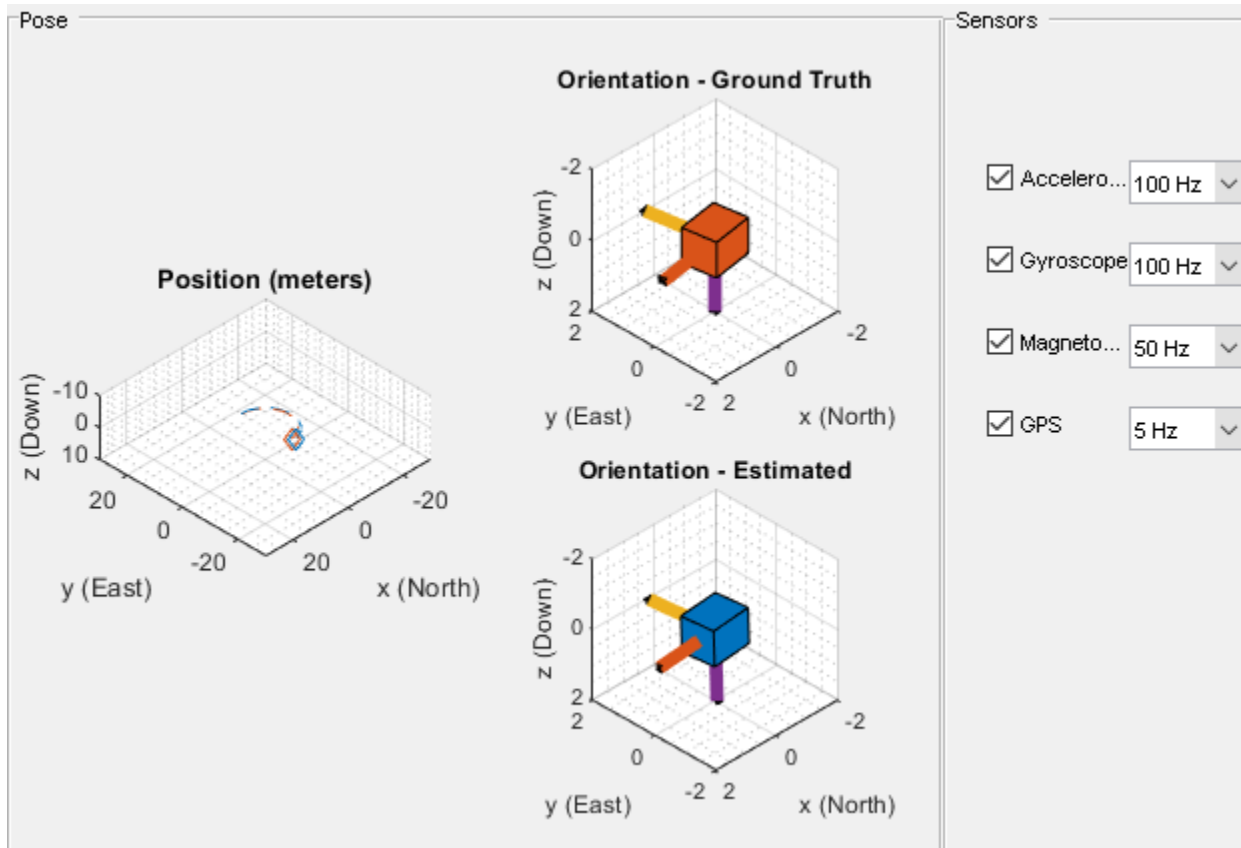 Pose
Position (meters)
z (Down)
-10
0
10
20
0
-20
y (East)
20
0
-20
x (North)
Orientation - Ground Truth
z (Down)
-2
0
2
2
0
-2
y (East)
2
0
-2
x (North)
Orientation - Estimated
z (Down)
-2
0
2
2
0
-2
y (East)
2
0
-2
x (North)
Sensors
Accelero... 100 Hz
Gyroscope 100 Hz
Magneto... 50 Hz
GPS 5 Hz